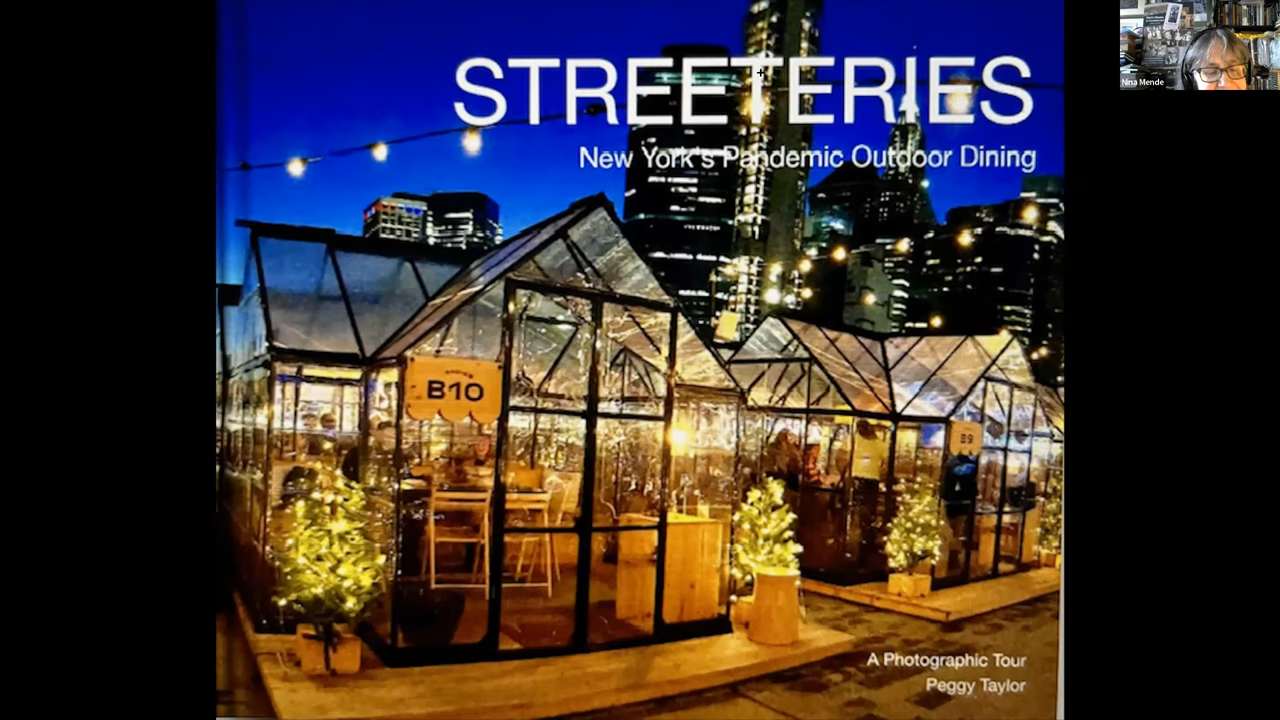 STREETERIES
New York's Pandemic Outdoor Dining
B10
B9
A Photographic Tour
Peggy Taylor
Nina Mende